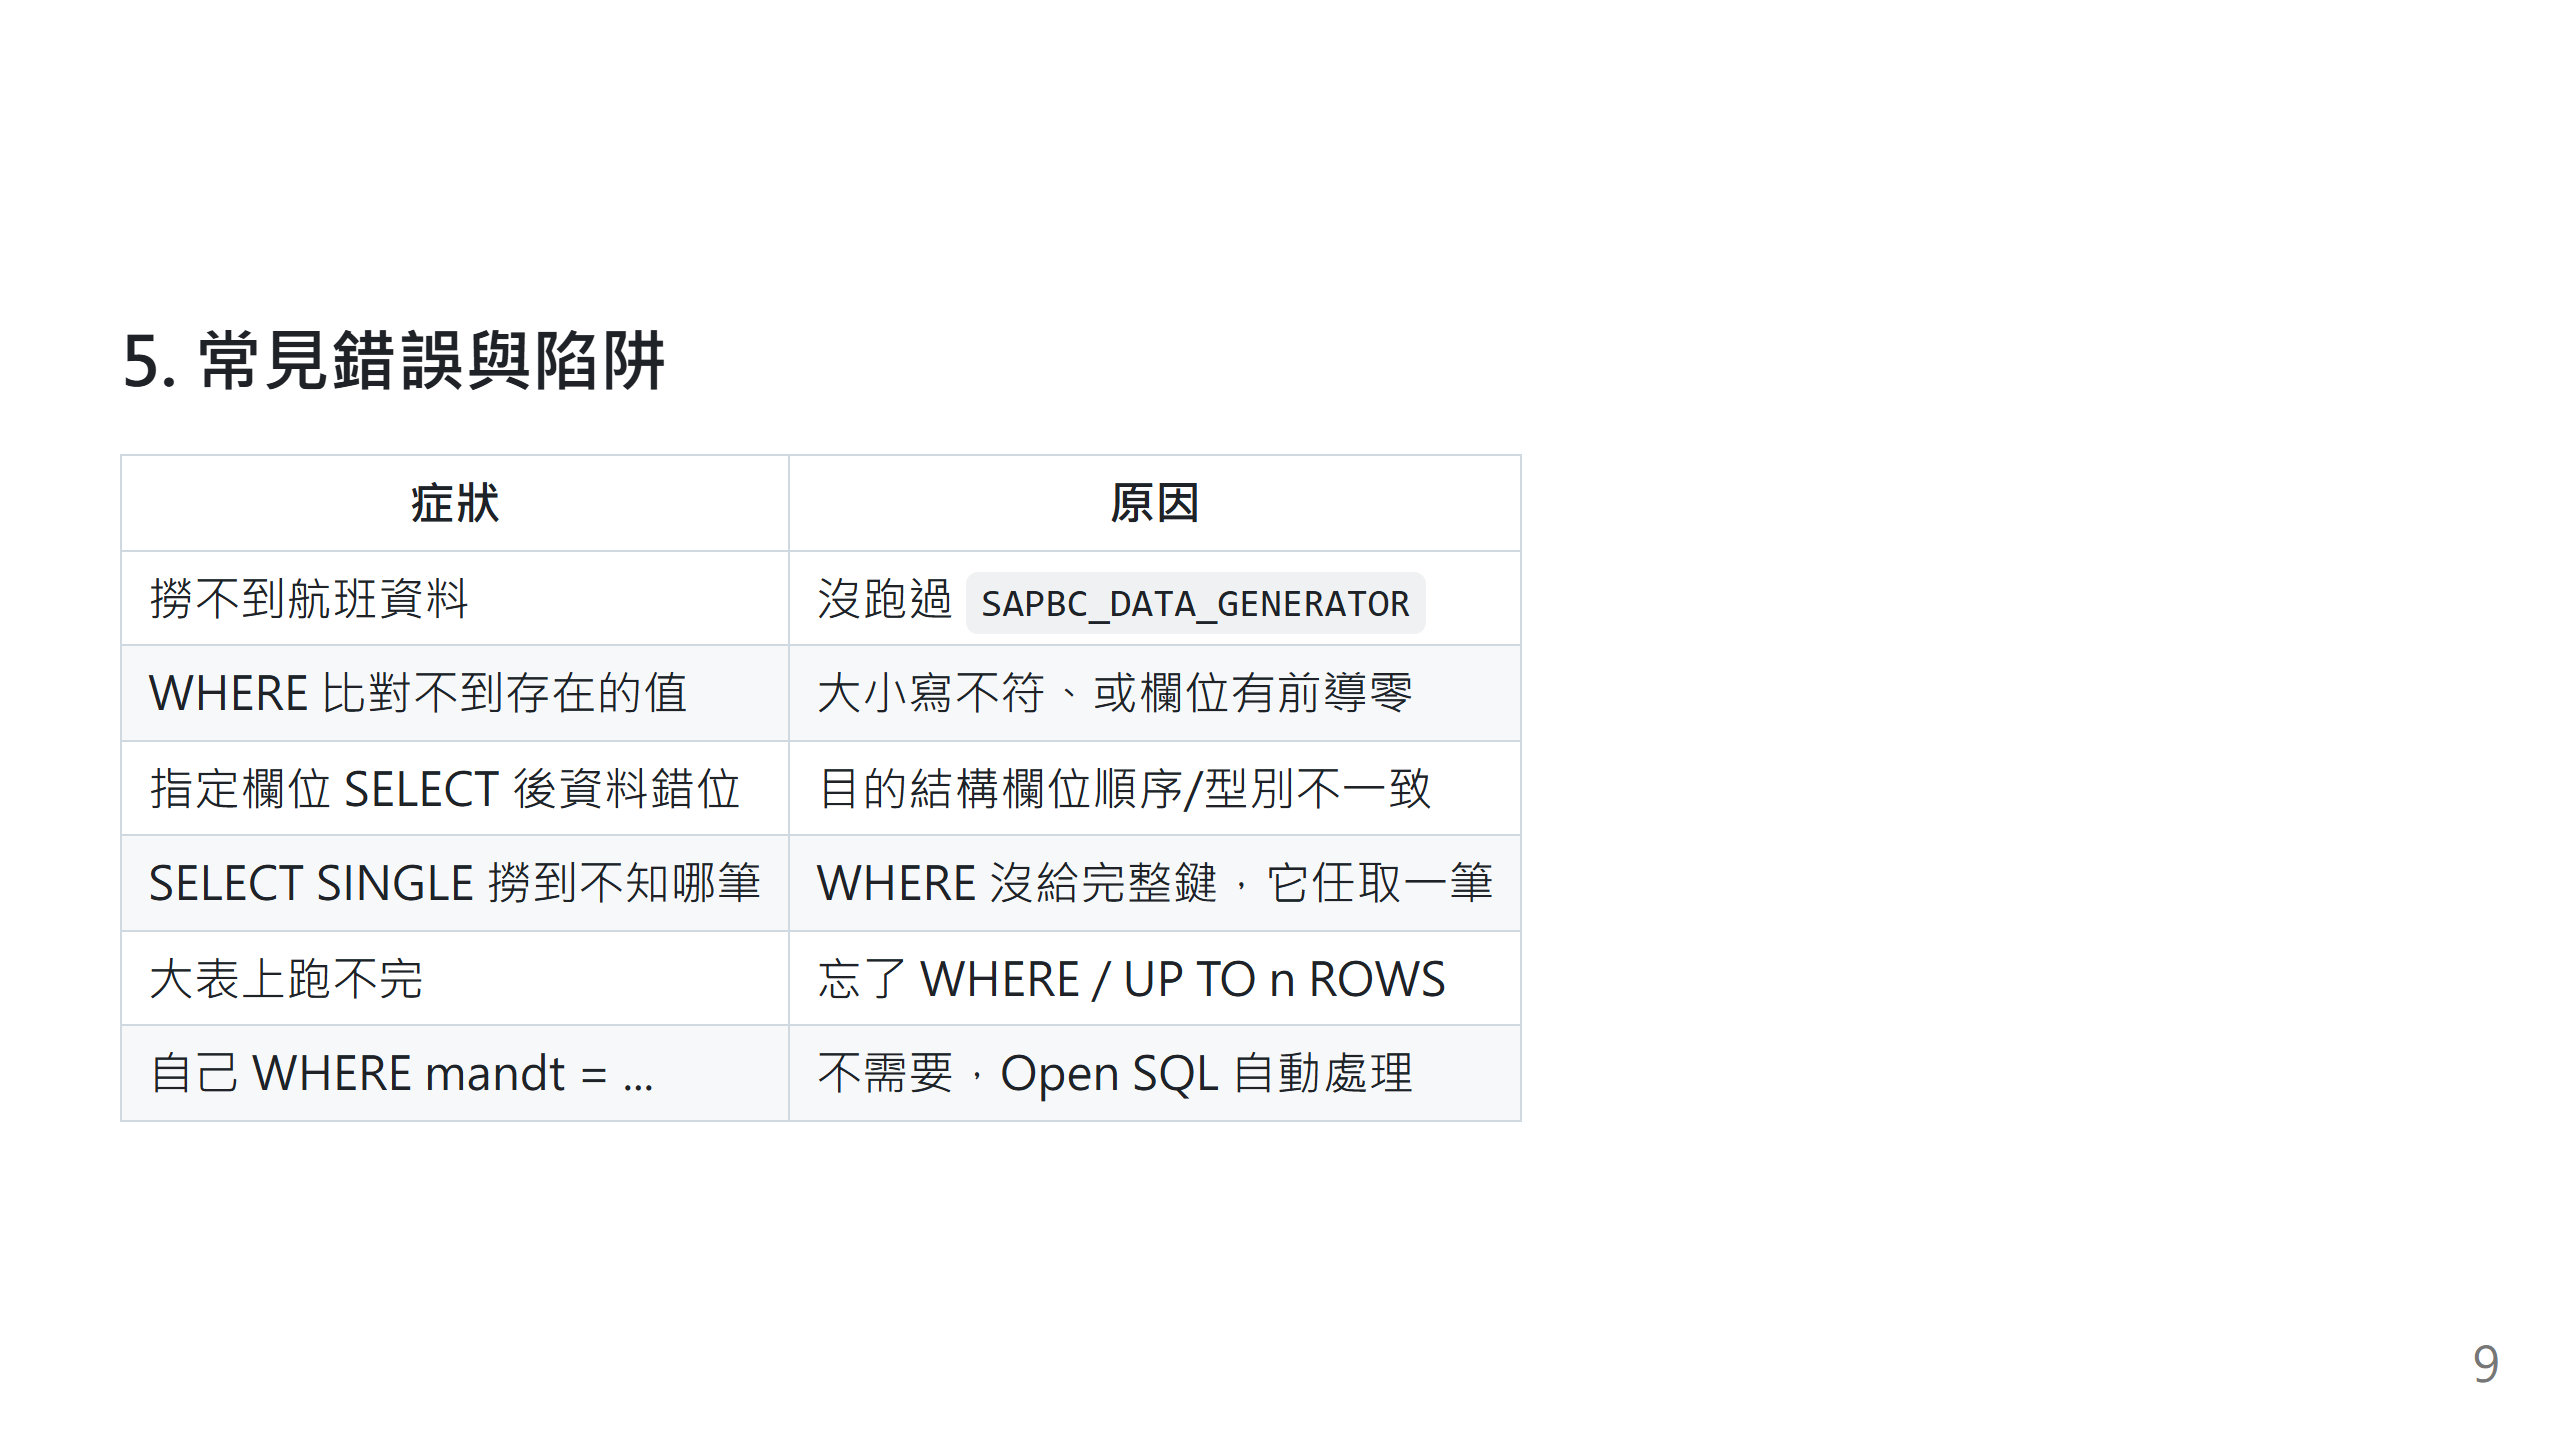 5. 常見錯誤與陷阱
症狀 原因
撈不到航班資料 沒跑過 SAPBC_DATA_GENERATOR
WHERE 比對不到存在的值 大小寫不符、或欄位有前導零
指定欄位 SELECT 後資料錯位 目的結構欄位順序/型別不一致
SELECT SINGLE 撈到不知哪筆 WHERE 沒給完整鍵，它任取一筆
大表上跑不完 忘了 WHERE / UP TO n ROWS
自己 WHERE mandt = ... 不需要，Open SQL 自動處理
9